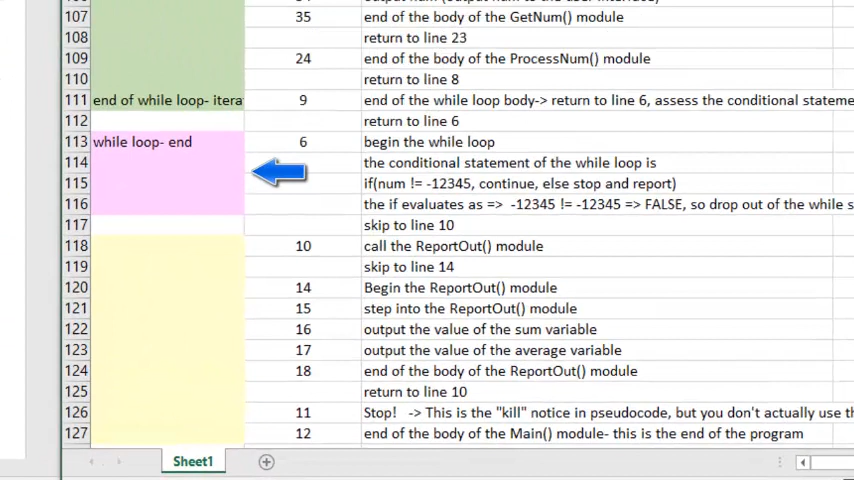 107 35 end of the body of the GetNum() module
108 return to line 23
109 24 end of the body of the ProcessNum() module
110 return to line 8
111 end of while loop- itera 9 end of the while loop body-> return to line 6, assess the conditional stateme
112 return to line 6
113 while loop- end 6 begin the while loop
114 the conditional statement of the while loop is
115 if(num != -12345, continue, else stop and report)
116 the if evaluates as => -12345 != -12345 => FALSE, so drop out of the while s
117 skip to line 10
118 10 call the ReportOut() module
119 skip to line 14
120 14 Begin the ReportOut() module
121 15 step into the ReportOut() module
122 16 output the value of the sum variable
123 17 output the value of the average variable
124 18 end of the body of the ReportOut() module
125 return to line 10
126 11 Stop! -> This is the "kill" notice in pseudocode, but you don't actually use th
127 12 end of the body of the Main() module- this is the end of the program
Sheet1